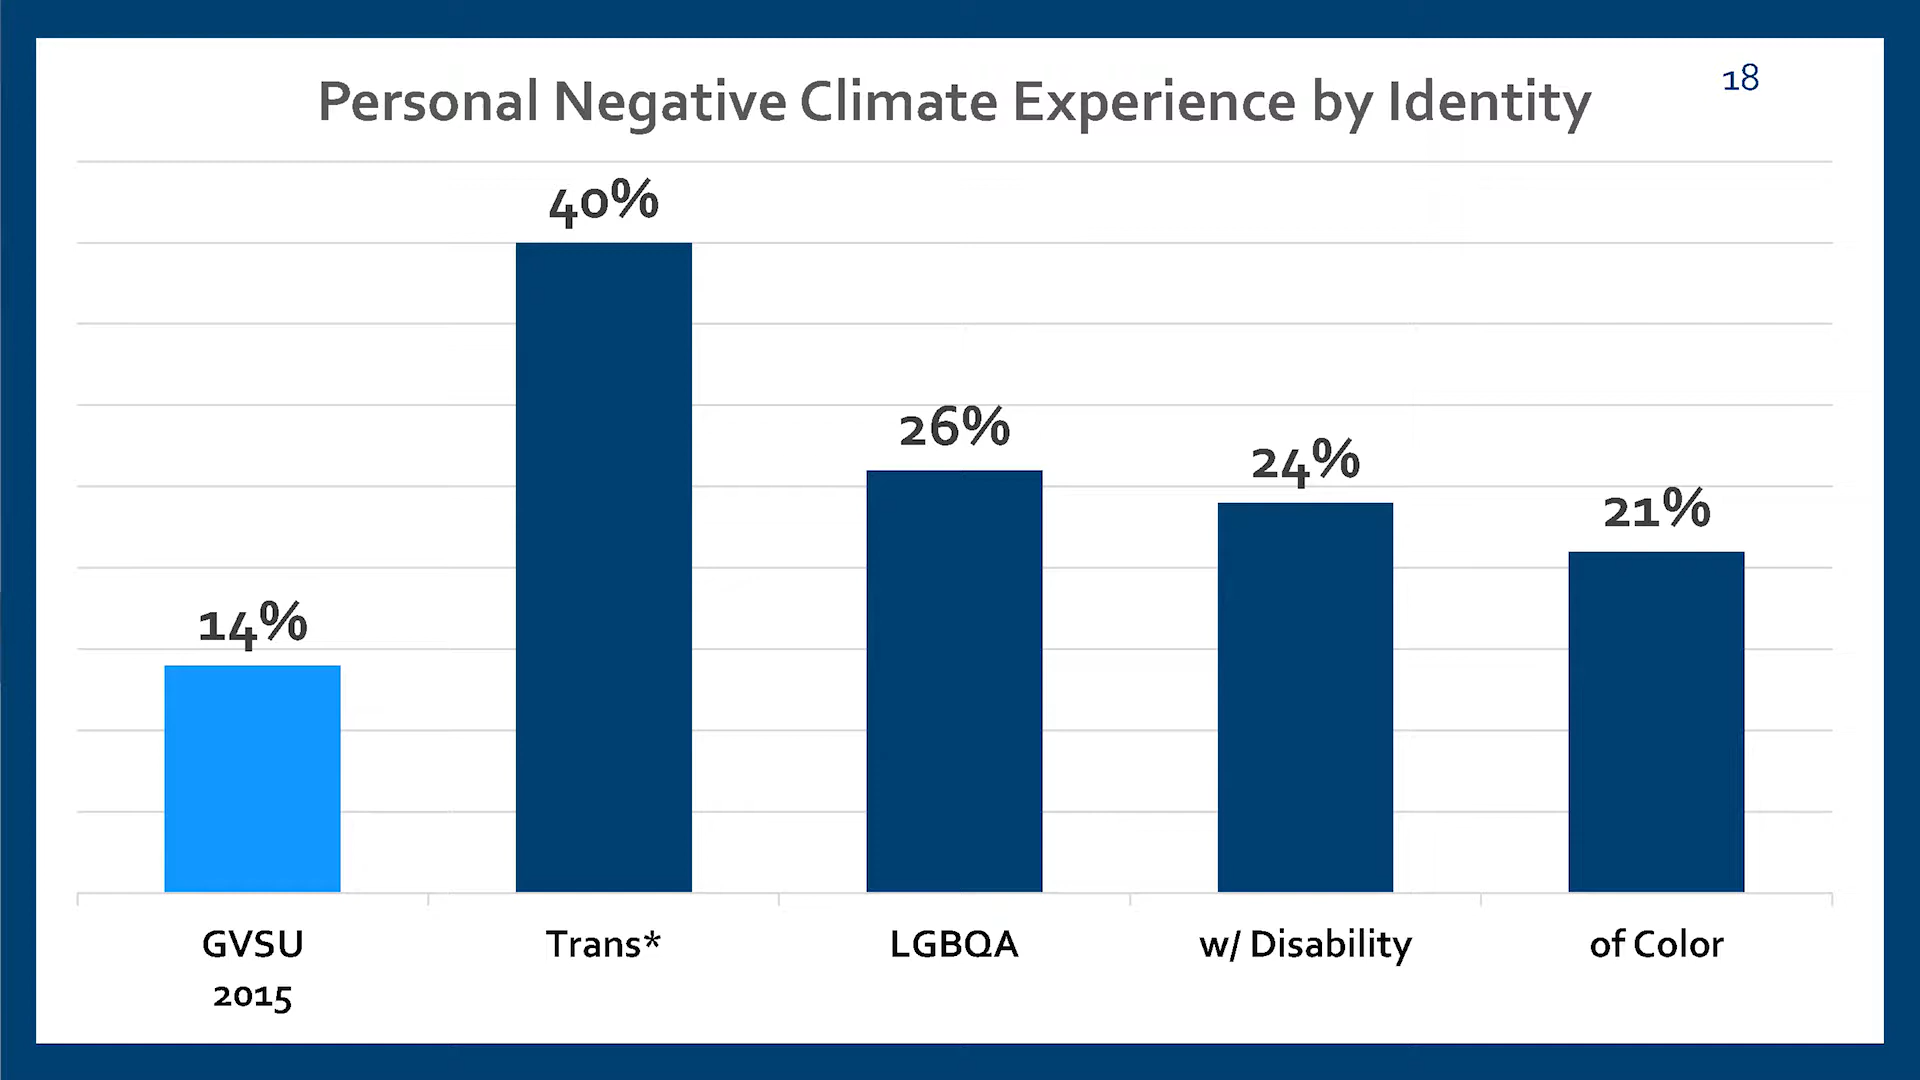 18
Personal Negative Climate Experience by Identity
14%
40%
26%
24%
21%
GVSU
2015
Trans*
LGBQA
w/ Disability
of Color